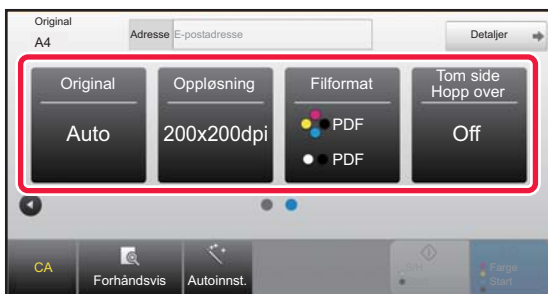 Original
A4
Adresse E-postadresse
Detaljer
Original
Auto
Oppløsning
200x200dpi
Filformat
PDF
PDF
Tom side
Hopp over
Off
CA
Forhåndsvis
Autoinnst.
Farge
Start